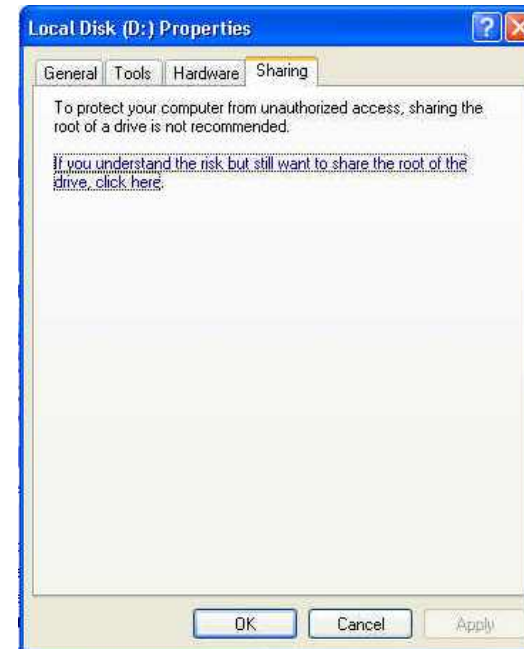 Local Disk (D:) Properties
General Tools Hardware Sharing
To protect your computer from unauthorized access, sharing the
root of a drive is not recommended.
If you understand the risk but still want to share the root of the
drive, click here.
OK Cancel Apply